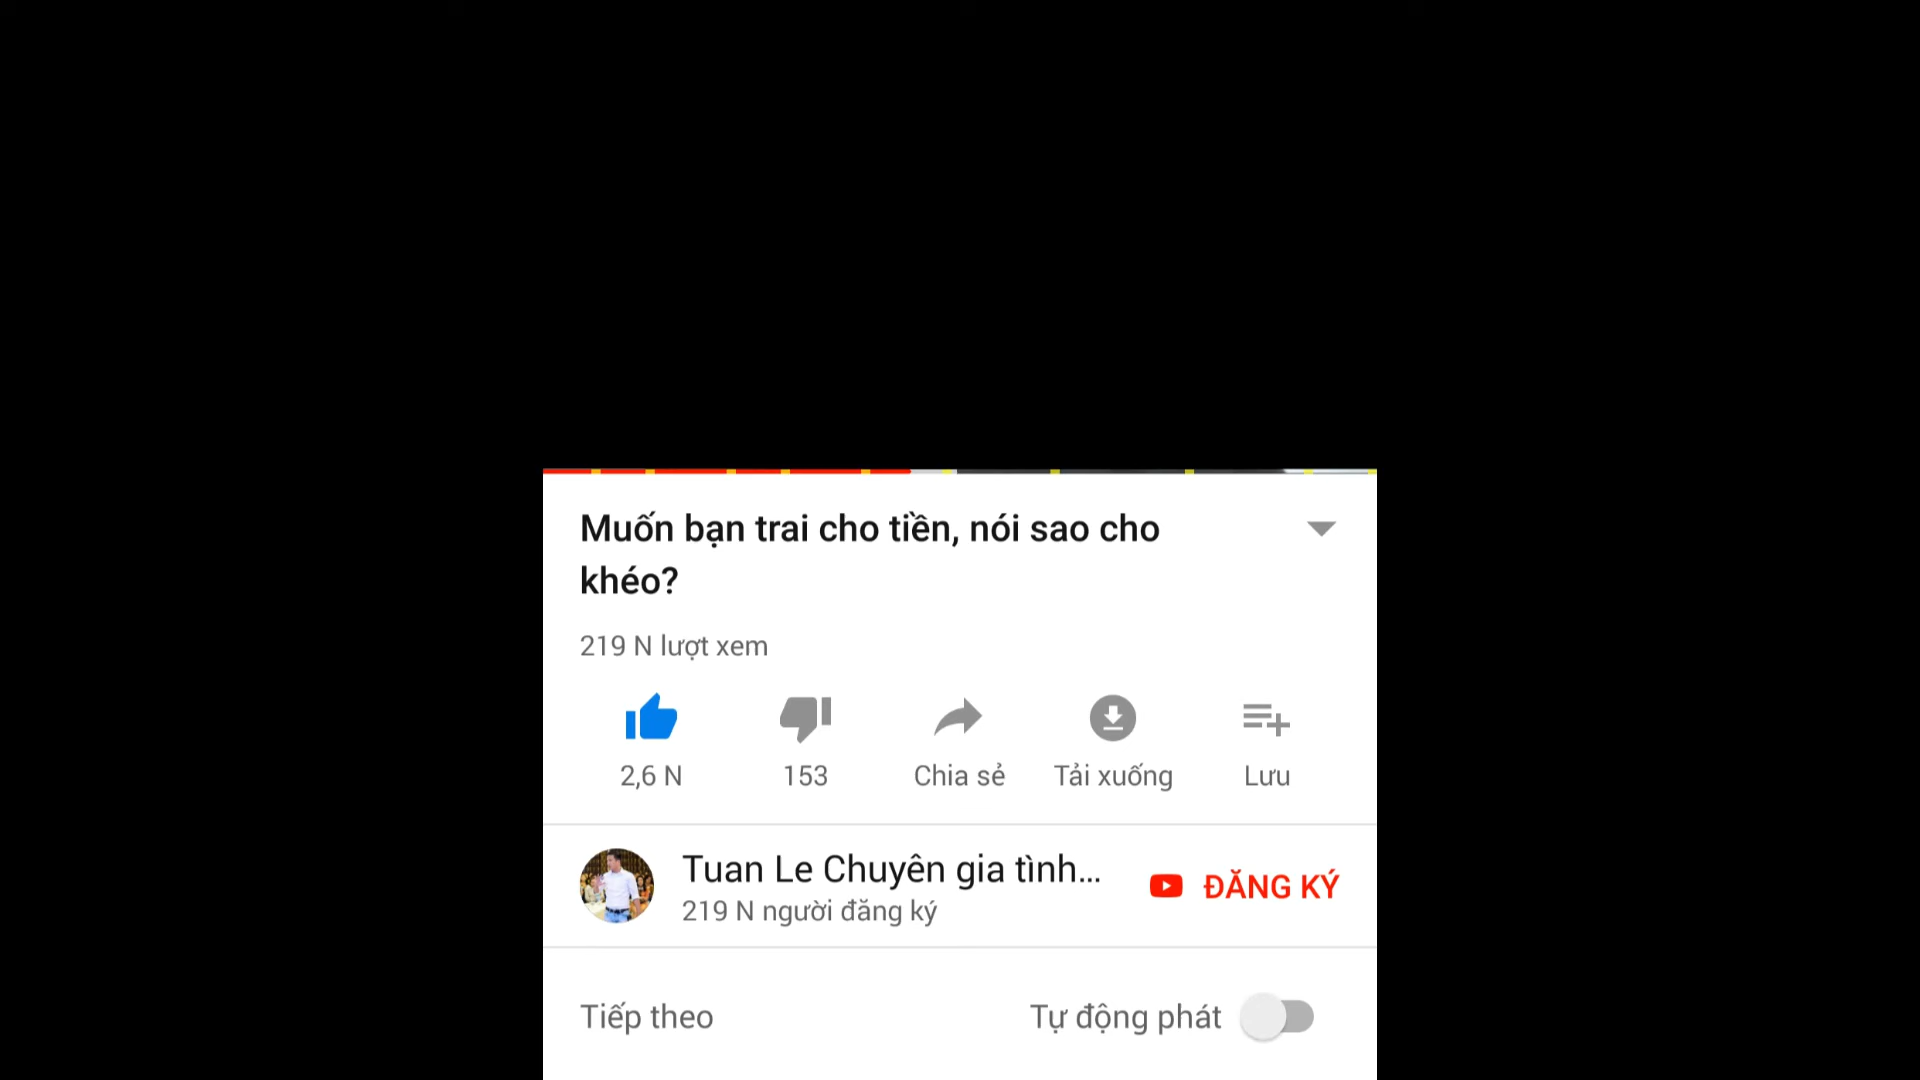 Muốn bạn trai cho tiền, nói sao cho
khéo?
219 N lượt xem
2,6 N
153
Chia sẻ
Tải xuống
Lưu
Tuan Le Chuyên gia tình...
219 N người đăng ký
ĐĂNG KÝ
Tiếp theo
Tự động phát